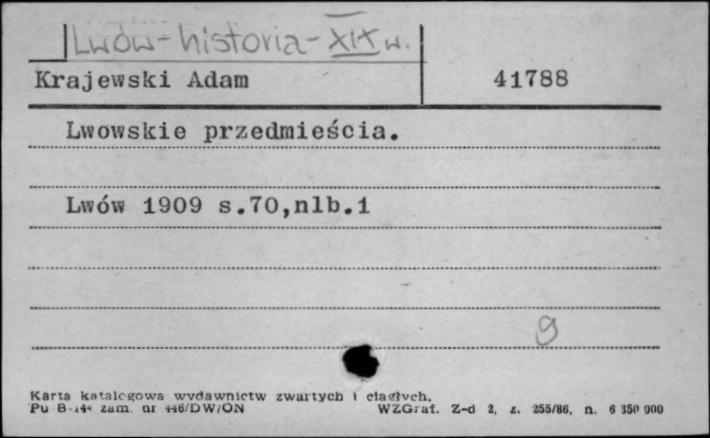 Lwów - historia - XIX w.
Krajewski Adam 41788
Lwowskie przedmieścia.
Lwów 1909 s.70,nlb.1
9
Karta katalogowa wydawnictw zwartych i ciągłych.
Pu B-144 zam. nr 446/DW/ON WZGraf. Z-d 2, z. 255/86, n. 6 350 000